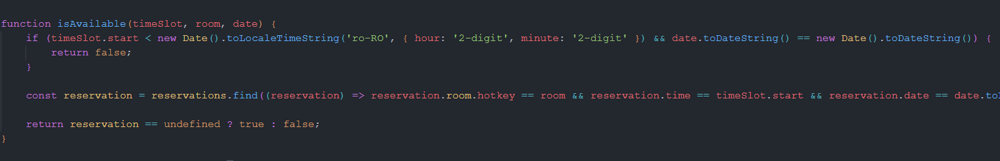 function isAvailable(timeSlot, room, date) {
    if (timeSlot.start < new Date().toLocaleTimeString('ro-RO', { hour: '2-digit', minute: '2-digit' }) && date.toDateString() == new Date().toDateString()) {
        return false;
    }
    const reservation = reservations.find((reservation) => reservation.room.hotkey == room && reservation.time == timeSlot.start && reservation.date == date.to
    return reservation == undefined ? true : false;
}